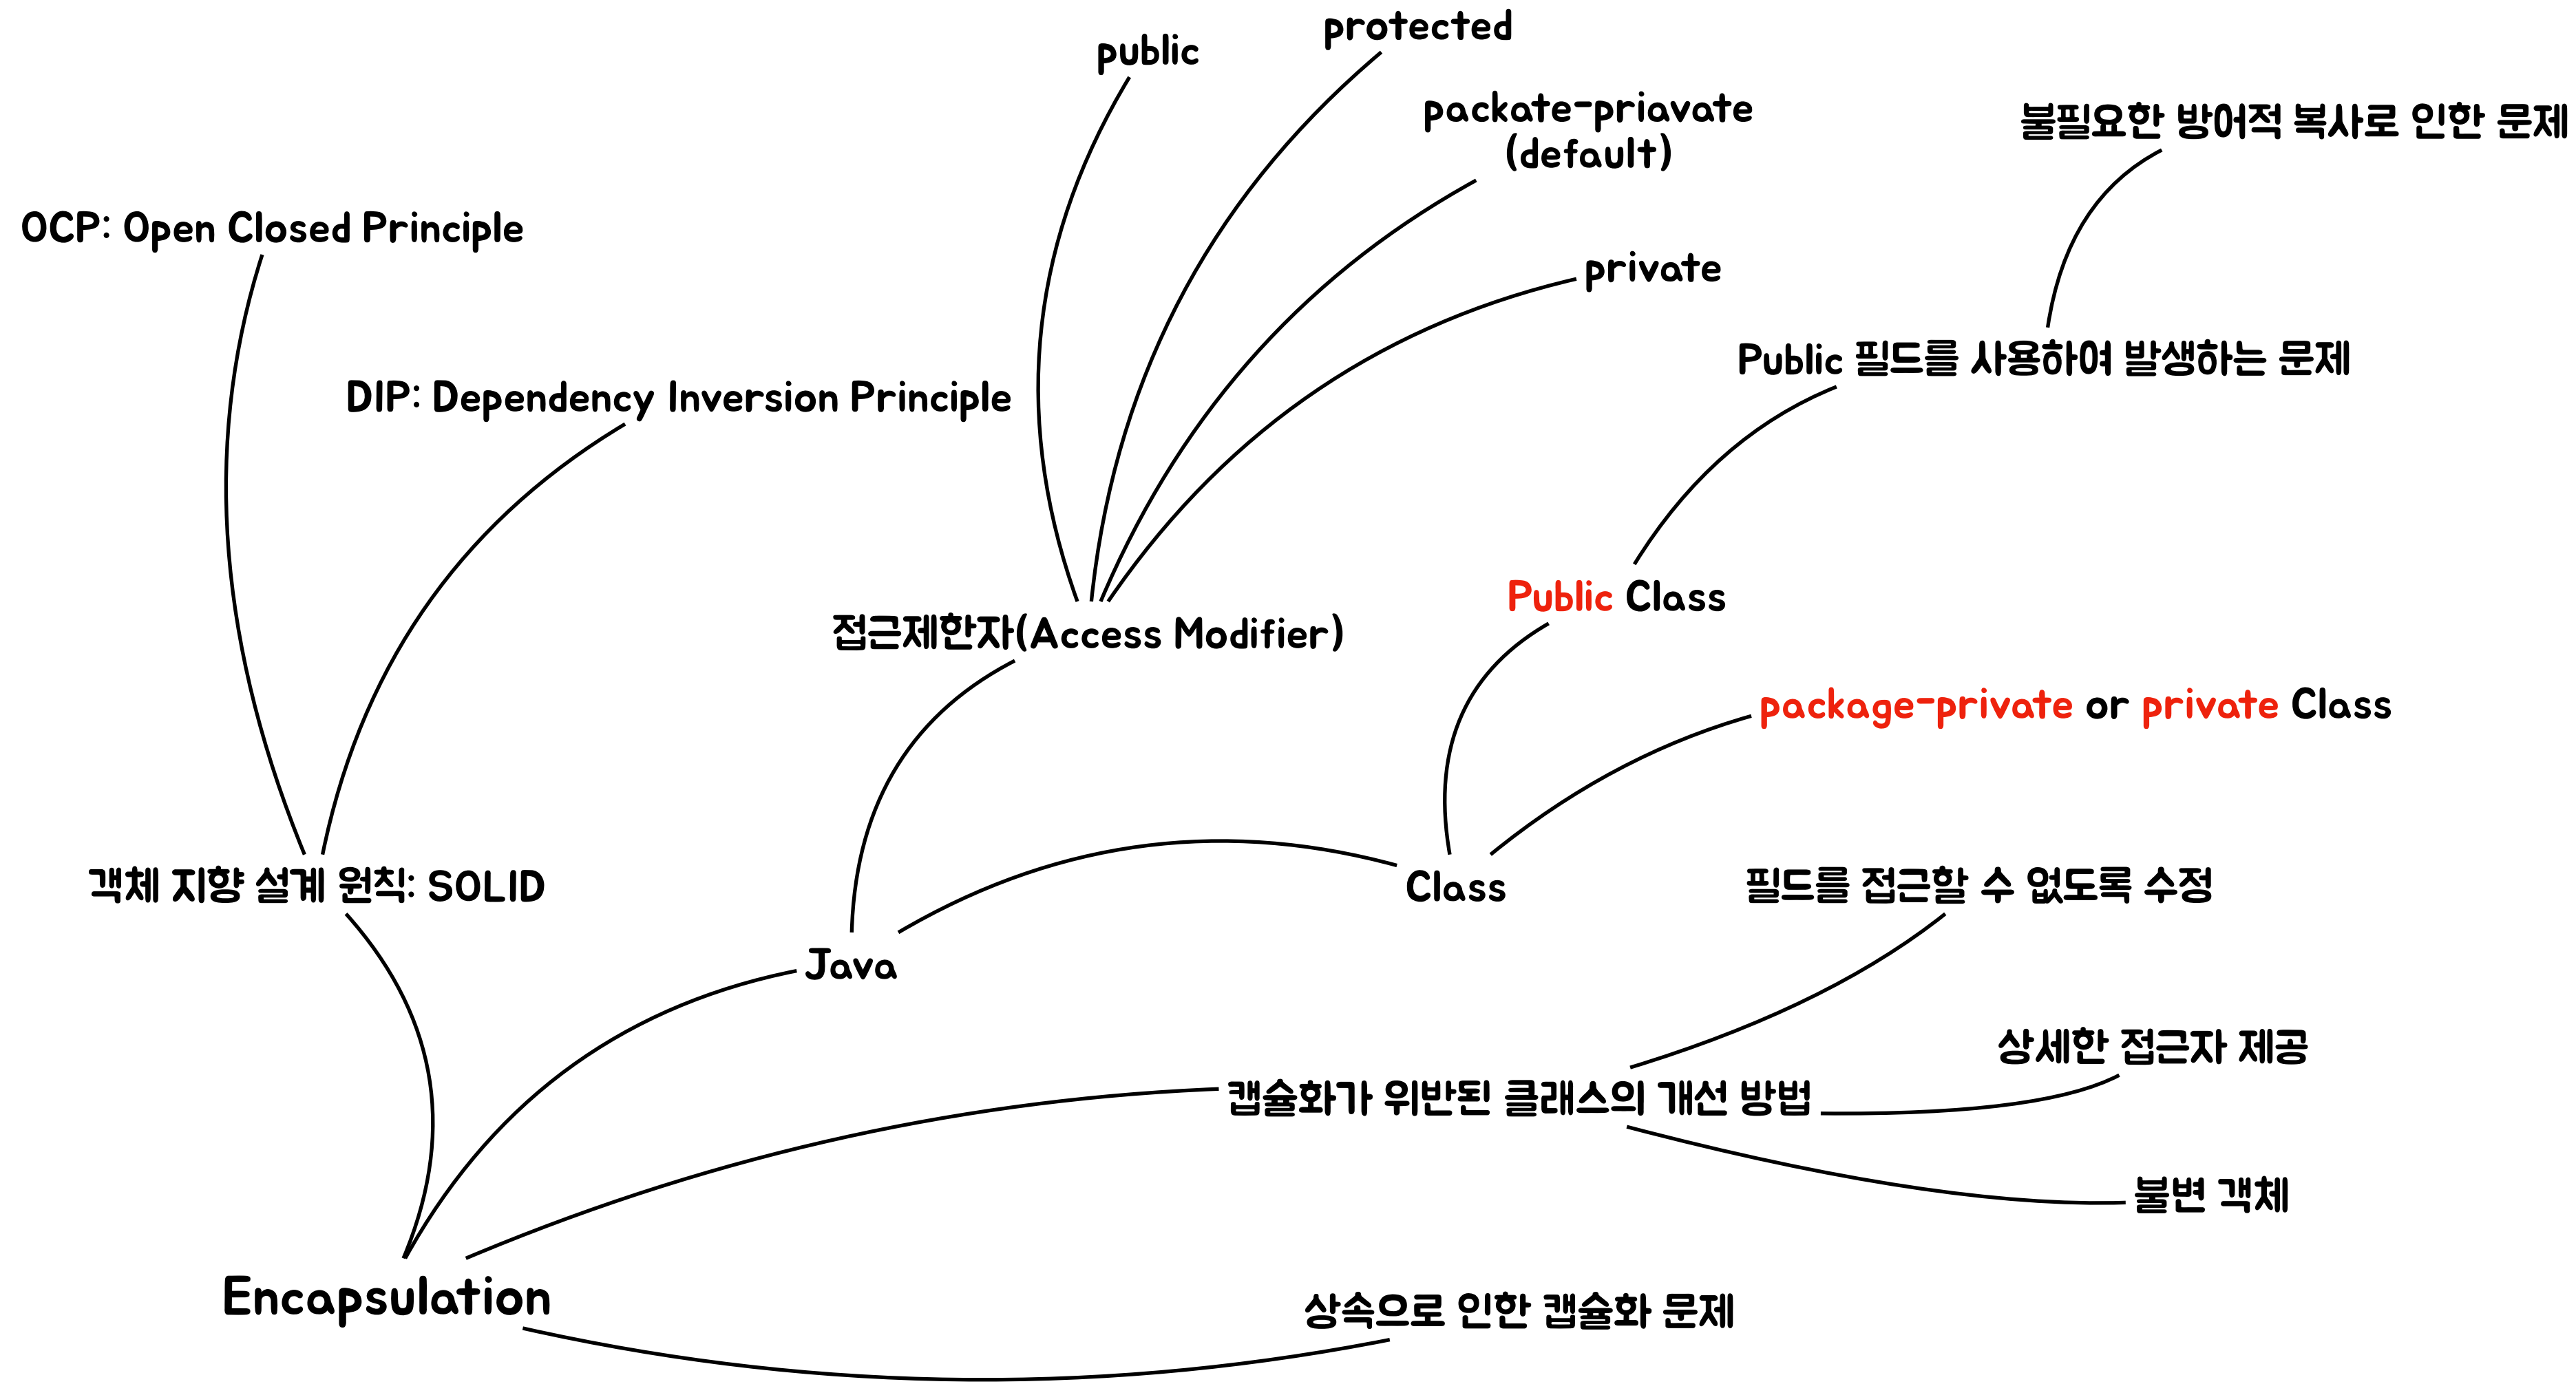 public
protected
packate-priavate
(default)
불필요한 방어적 복사로 인한 문제
OCP: Open Closed Principle
private
Public 필드를 사용하여 발생하는 문제
DIP: Dependency Inversion Principle
Public Class
접근제한자(Access Modifier)
package-private or private Class
객체 지향 설계 원칙: SOLID
Class
필드를 접근할 수 없도록 수정
Java
상세한 접근자 제공
캡슐화가 위반된 클래스의 개선 방법
불변 객체
Encapsulation
상속으로 인한 캡슐화 문제